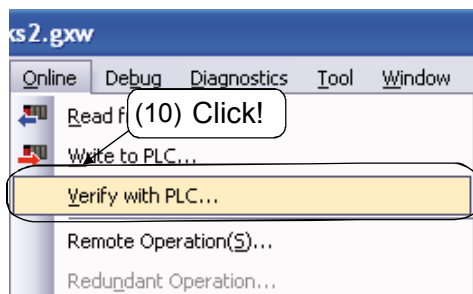 ks2.gxw
Online Debug Diagnostics Tool Window
Read f
(10) Click!
Write to PLC...
Verify with PLC...
Remote Operation(S)...
Redundant Operation...